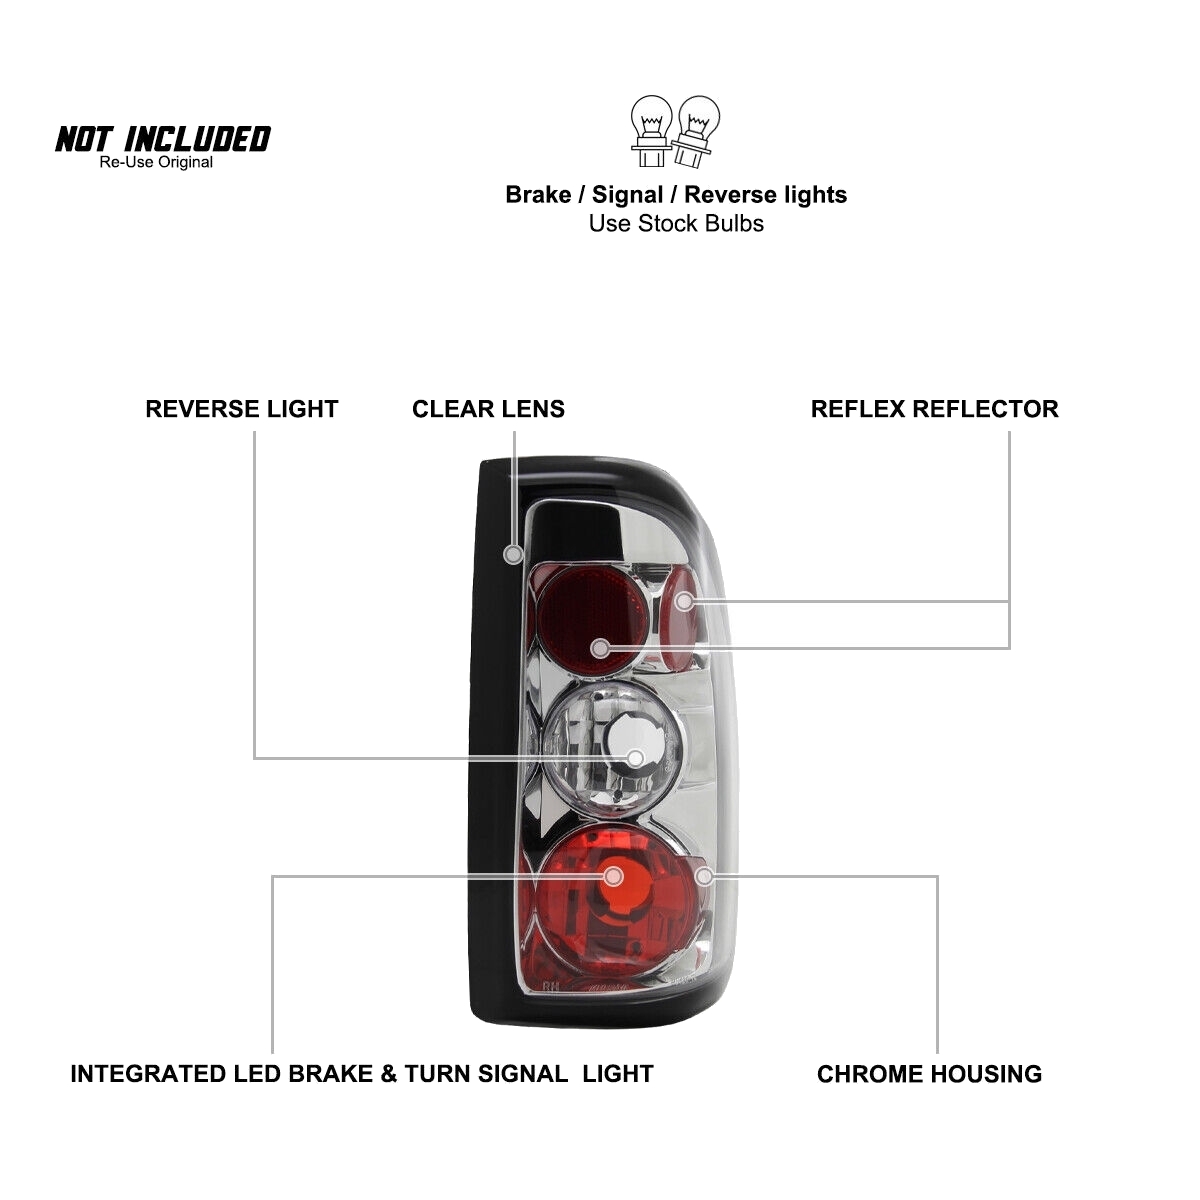 NOT INCLUDED
Re-Use Original
Brake / Signal / Reverse lights
Use Stock Bulbs
REVERSE LIGHT
CLEAR LENS
REFLEX REFLECTOR
RH
INTEGRATED LED BRAKE & TURN SIGNAL LIGHT
CHROME HOUSING